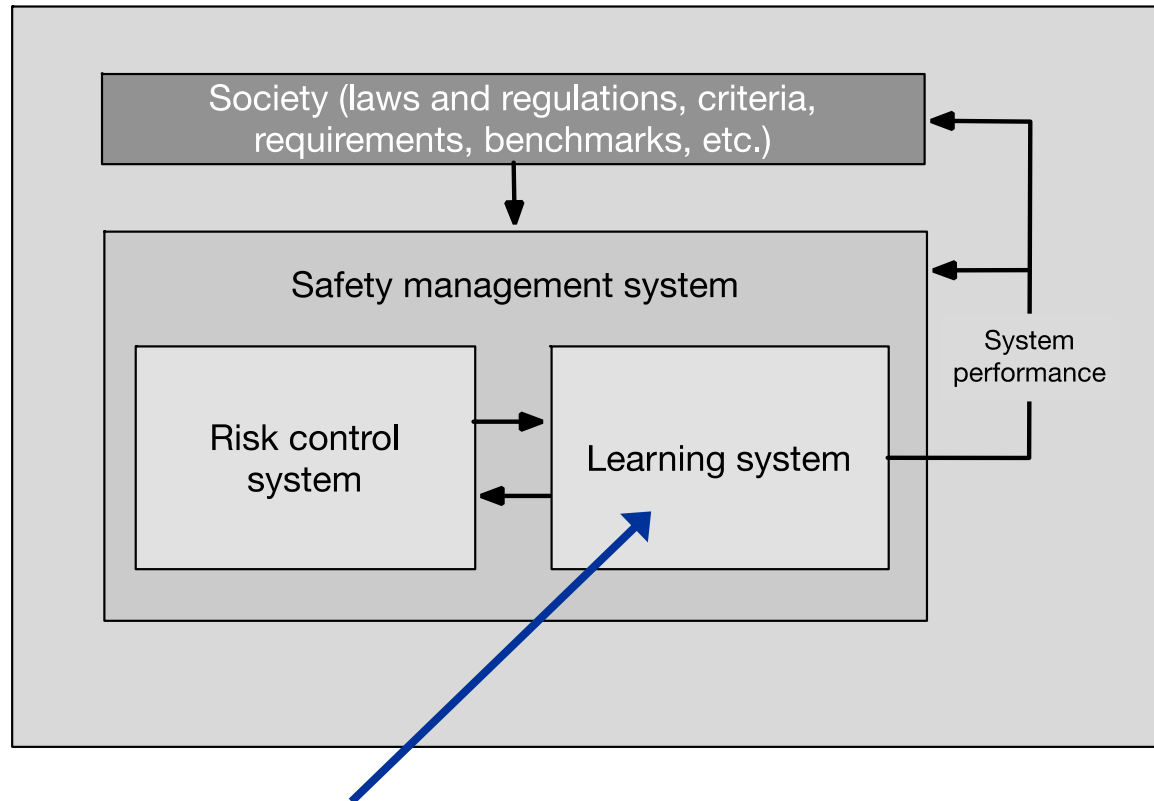 Society (laws and regulations, criteria,
requirements, benchmarks, etc.)
Safety management system
Risk control
system
Learning system
System
performance